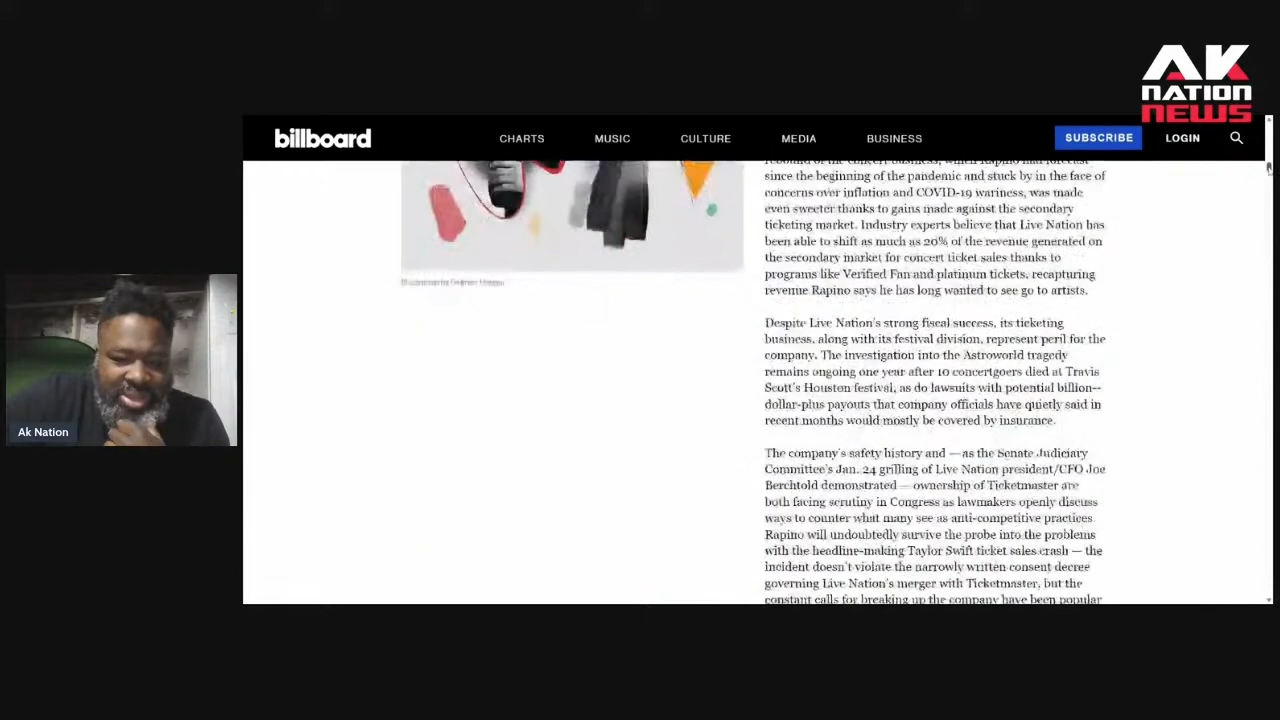 AK
NATION
NEWS
billboard
CHARTS
MUSIC
CULTURE
MEDIA
BUSINESS
SUBSCRIBE
LOGIN
rebound of the concert business, which Rapino had forecast
since the beginning of the pandemic and stuck by in the face of
concerns over inflation and COVID-19 wariness, was made
even sweeter thanks to gains made against the secondary
ticketing market. Industry experts believe that Live Nation has
been able to shift as much as 20% of the revenue generated on
the secondary market for concert ticket sales thanks to
programs like Verified Fan and platinum tickets, recapturing
revenue Rapino says he has long wanted to see go to artists.
Despite Live Nation's strong fiscal success, its ticketing
business, along with its festival division, represent peril for the
company. The investigation into the Astroworld tragedy
remains ongoing one year after 10 concertgoers died at Travis
Scott's Houston festival, as do lawsuits with potential billion--
dollar-plus payouts that company officials have quietly said in
recent months would mostly be covered by insurance.
The company's safety history and — as the Senate Judiciary
Committee's Jan. 24 grilling of Live Nation president/CFO Joe
Berchtold demonstrated — ownership of Ticketmaster are
both facing scrutiny in Congress as lawmakers openly discuss
ways to counter what many see as anti-competitive practices
Rapino will undoubtedly survive the probe into the problems
with the headline-making Taylor Swift ticket sales crash — the
incident doesn't violate the narrowly written consent decree
governing Live Nation's merger with Ticketmaster, but the
constant calls for breaking up the company have been popular
Ak Nation